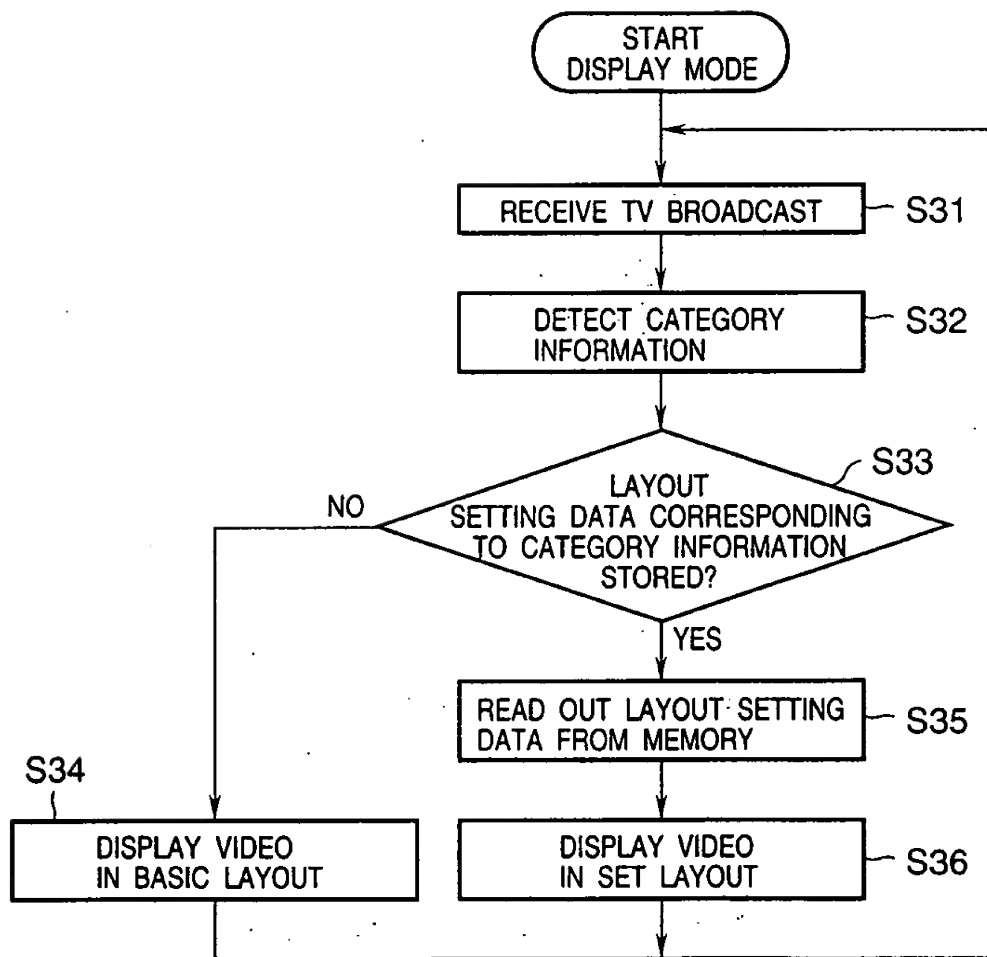 START
DISPLAY MODE
RECEIVE TV BROADCAST
S31
DETECT CATEGORY
INFORMATION
S32
S33
LAYOUT
SETTING DATA CORRESPONDING
TO CATEGORY INFORMATION
STORED?
NO
YES
READ OUT LAYOUT SETTING
DATA FROM MEMORY
S35
S34
DISPLAY VIDEO
IN BASIC LAYOUT
DISPLAY VIDEO
IN SET LAYOUT
S36